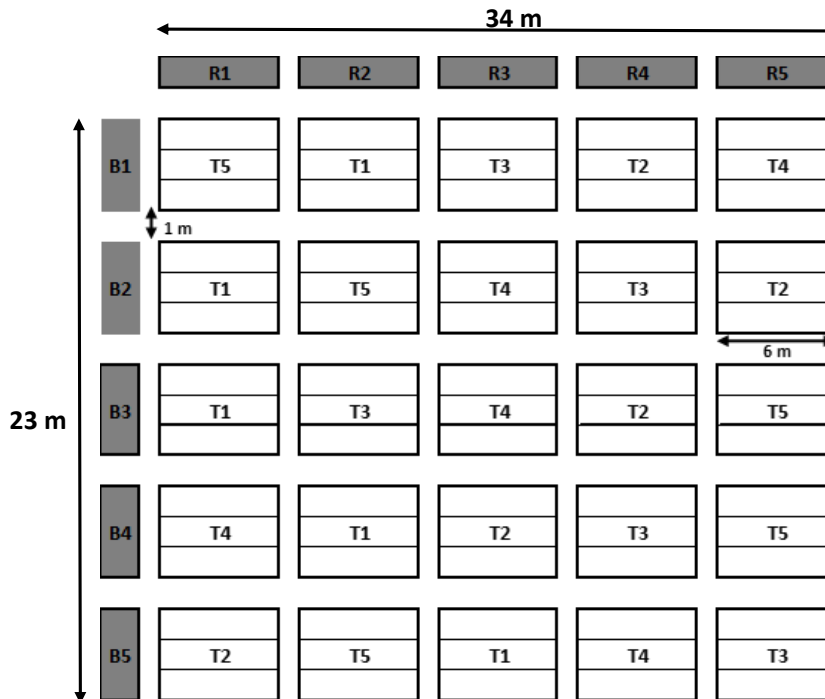 34 m
R1 R2 R3 R4 R5
B1 T5 T1 T3 T2 T4
1 m
B2 T1 T5 T4 T3 T2
6 m
B3 T1 T3 T4 T2 T5
23 m
B4 T4 T1 T2 T3 T5
B5 T2 T5 T1 T4 T3